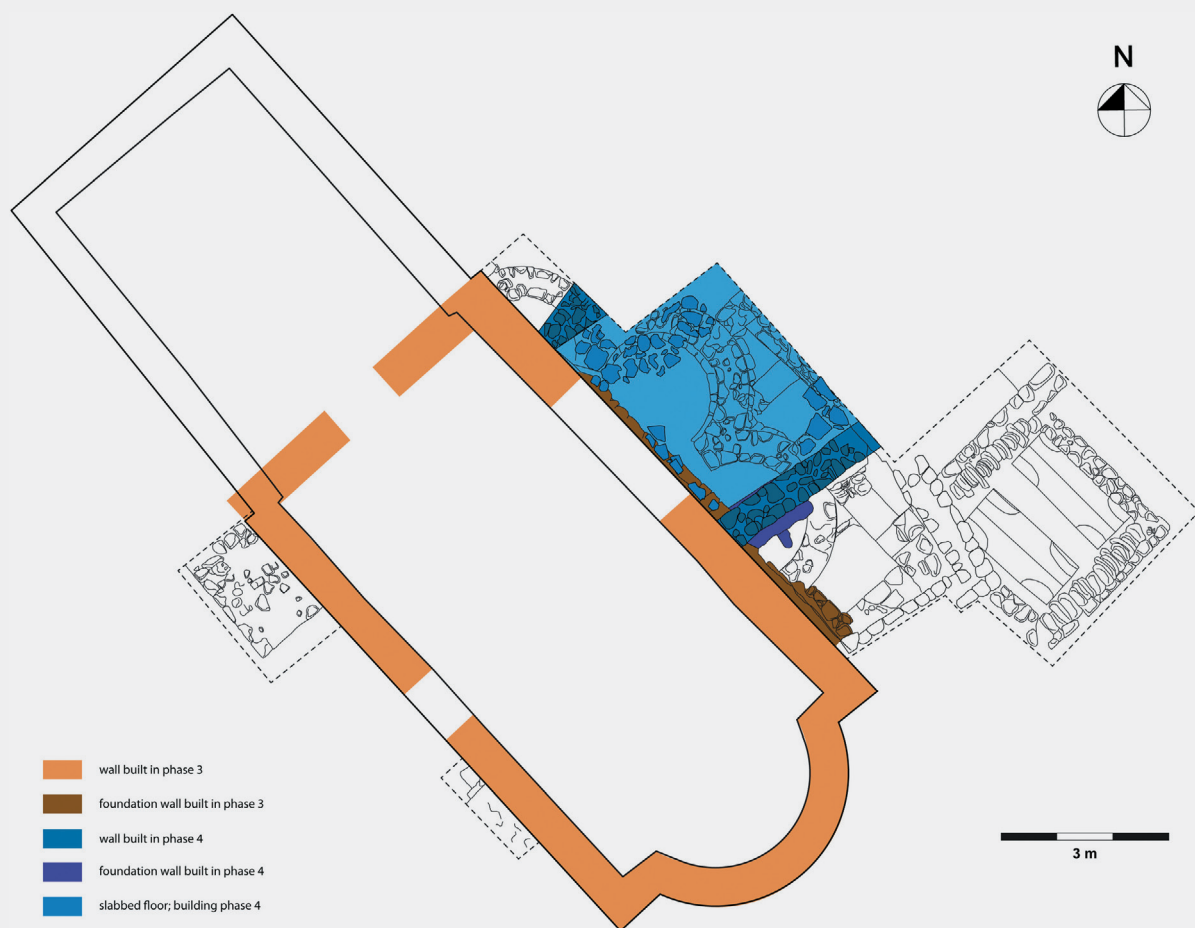 N
wall built in phase 3
foundation wall built in phase 3
wall built in phase 4
foundation wall built in phase 4
slabbed floor; building phase 4
3 m